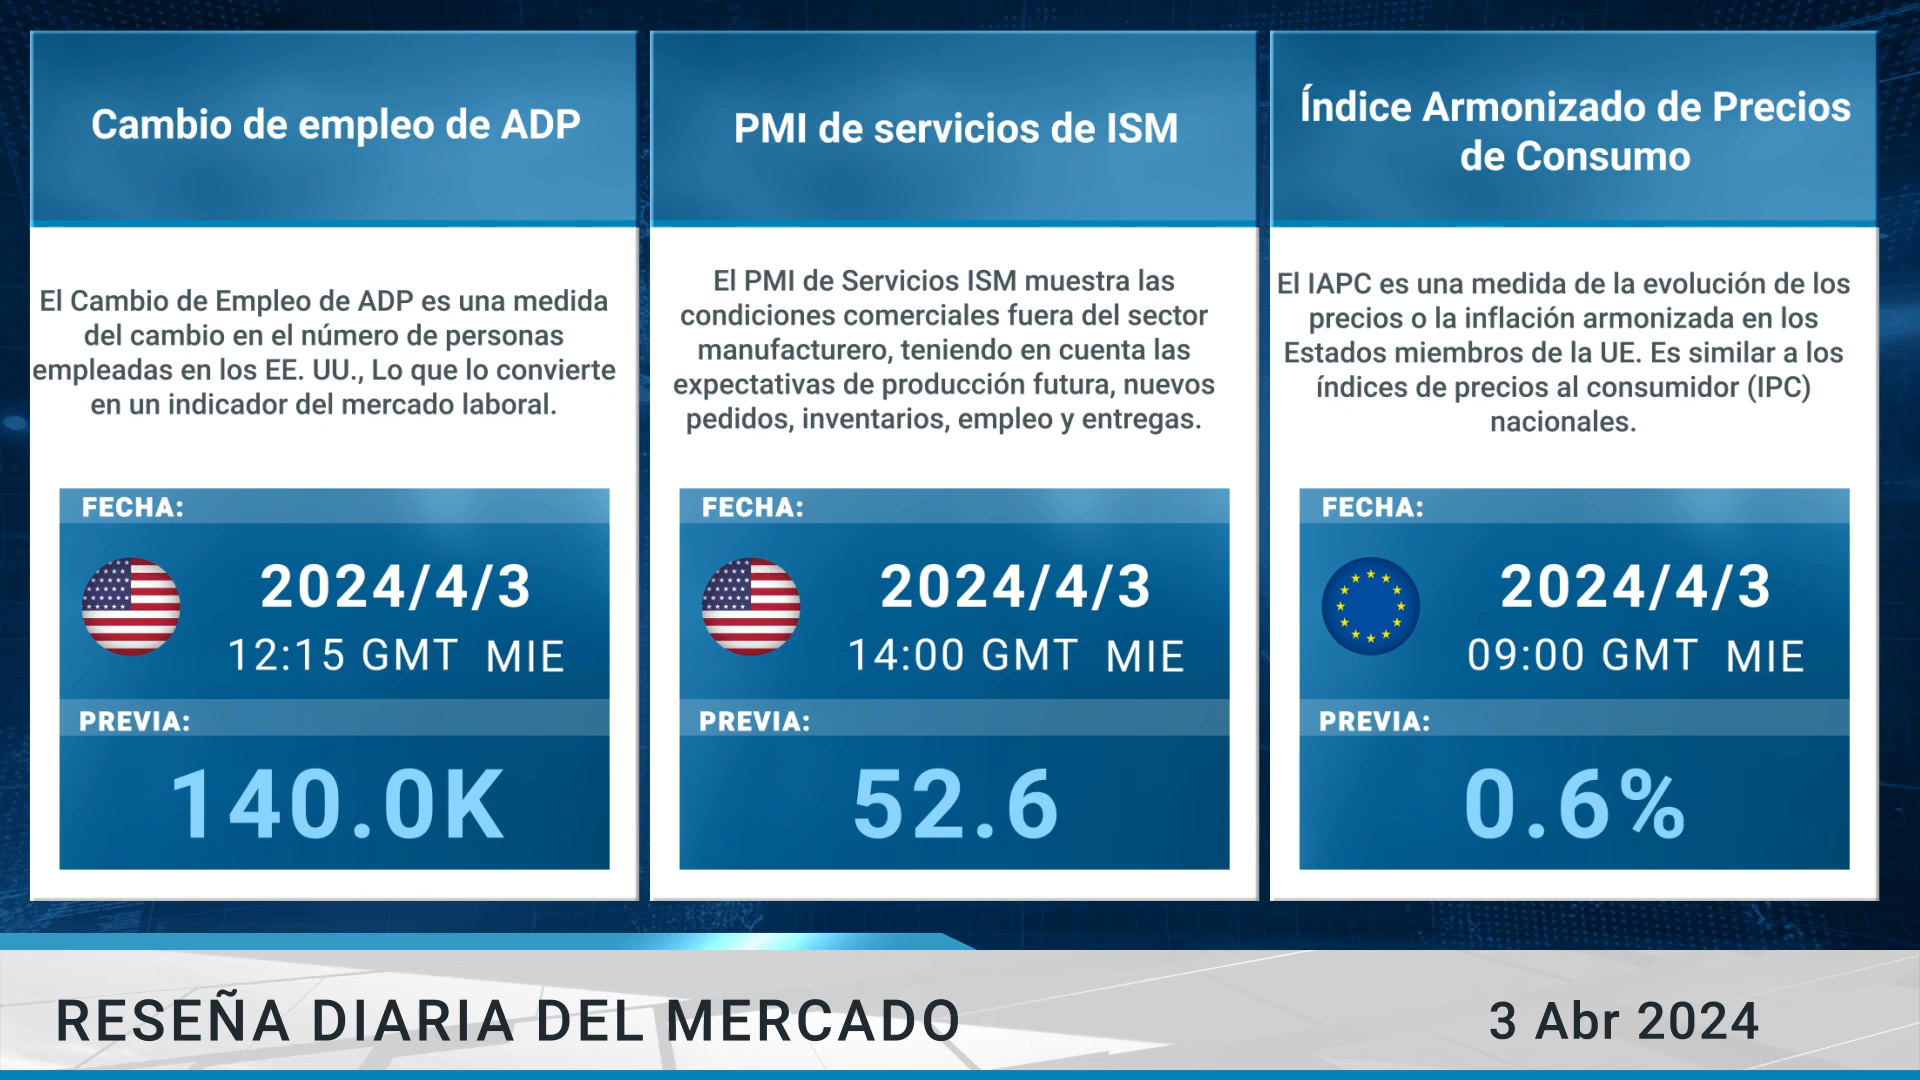 Cambio de empleo de ADP
El Cambio de Empleo de ADP es una medida
del cambio en el número de personas
empleadas en los EE. UU., Lo que lo convierte
en un indicador del mercado laboral.
FECHA:
2024/4/3
12:15 GMT MIE
PREVIA:
140.0K
PMI de servicios de ISM
El PMI de Servicios ISM muestra las
condiciones comerciales fuera del sector
manufacturero, teniendo en cuenta las
expectativas de producción futura, nuevos
pedidos, inventarios, empleo y entregas.
FECHA:
2024/4/3
14:00 GMT MIE
PREVIA:
52.6
Índice Armonizado de Precios
de Consumo
El IAPC es una medida de la evolución de los
precios o la inflación armonizada en los
Estados miembros de la UE. Es similar a los
índices de precios al consumidor (IPC)
nacionales.
FECHA:
2024/4/3
09:00 GMT MIE
PREVIA:
0.6%
RESEÑA DIARIA DEL MERCADO
3 Abr 2024